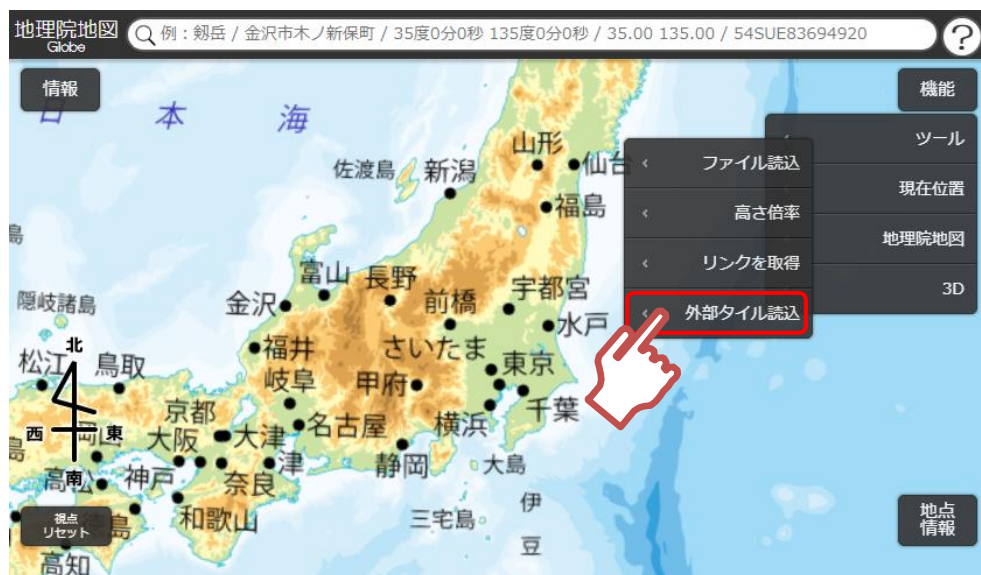 地理院地図
Globe
例：剱岳 / 金沢市木ノ新保町 / 35度0分0秒 135度0分0秒 / 35.00 135.00 / 54SUE83694920
?
情報
機能
日本海
ツール
ファイル読込
現在位置
高さ倍率
地理院地図
リンクを取得
3D
外部タイル読込
山形
仙台
佐渡島
新潟
福島
島
富山
長野
宇都宮
隠岐諸島
金沢
前橋
水戸
北
松江
鳥取
福井
さいたま
東京
岐阜
甲府
京都
千葉
西
東
岡山
大阪
大津
名古屋
横浜
島
津
静岡
大島
高松
南
神戸
奈良
伊
視点
リセット
徳島
和歌山
三宅島
地点
情報
豆
高知